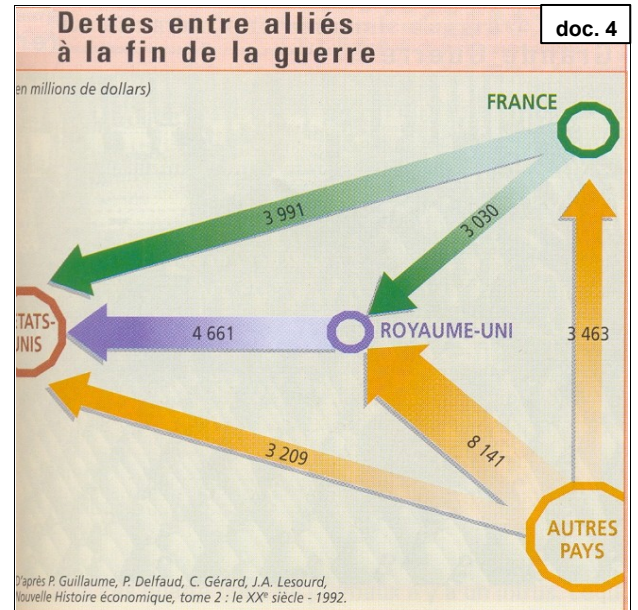 Dettes entre alliés
à la fin de la guerre
doc. 4
en millions de dollars)
FRANCE
3 991
3 030
TATS-
UNIS
4 661
ROYAUME-UNI
3 463
3 209
8 141
AUTRES
PAYS
D'après P. Guillaume, P. Delfaud, C. Gérard, J.A. Lesourd,
Nouvelle Histoire économique, tome 2 : le XXe siècle - 1992.